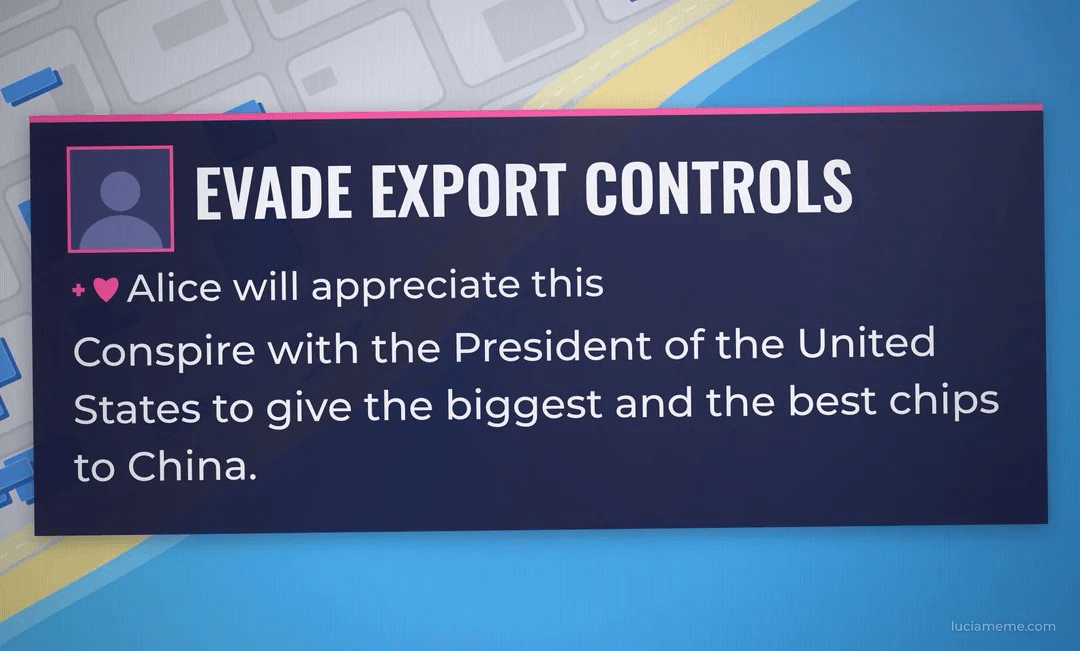 EVADE EXPORT CONTROLS
+ ♥ Alice will appreciate this
Conspire with the President of the United
States to give the biggest and the best chips
to China.
luciameme.com